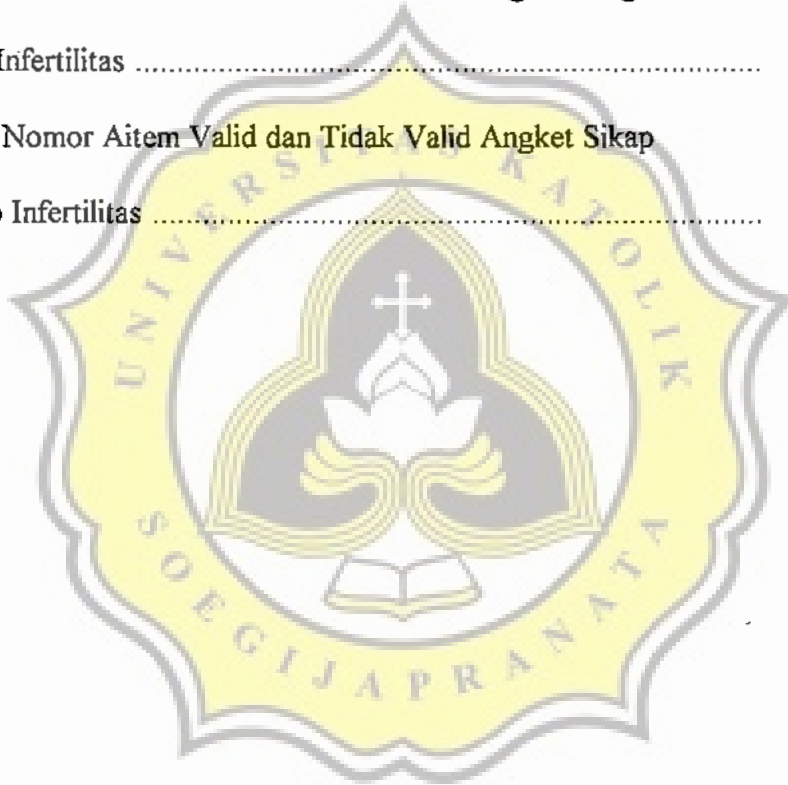 Infertilitas ........................................................................
Nomor Aitem Valid dan Tidak Valid Angket Sikap
Infertilitas ......................................................................
UNIVERSITAS KATOLIK
SOEGIJAPRANATA